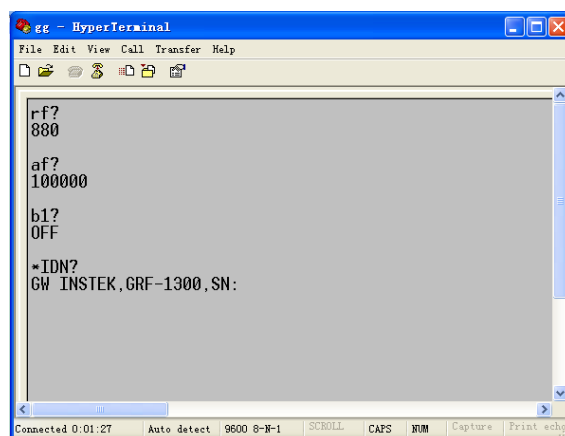 gg - HyperTerminal
File Edit View Call Transfer Help
rf?
880
af?
100000
b1?
OFF
*IDN?
GW INSTEK,GRF-1300,SN:
Connected 0:01:27 Auto detect 9600 8-N-1 SCROLL CAPS NUM Capture Print echo